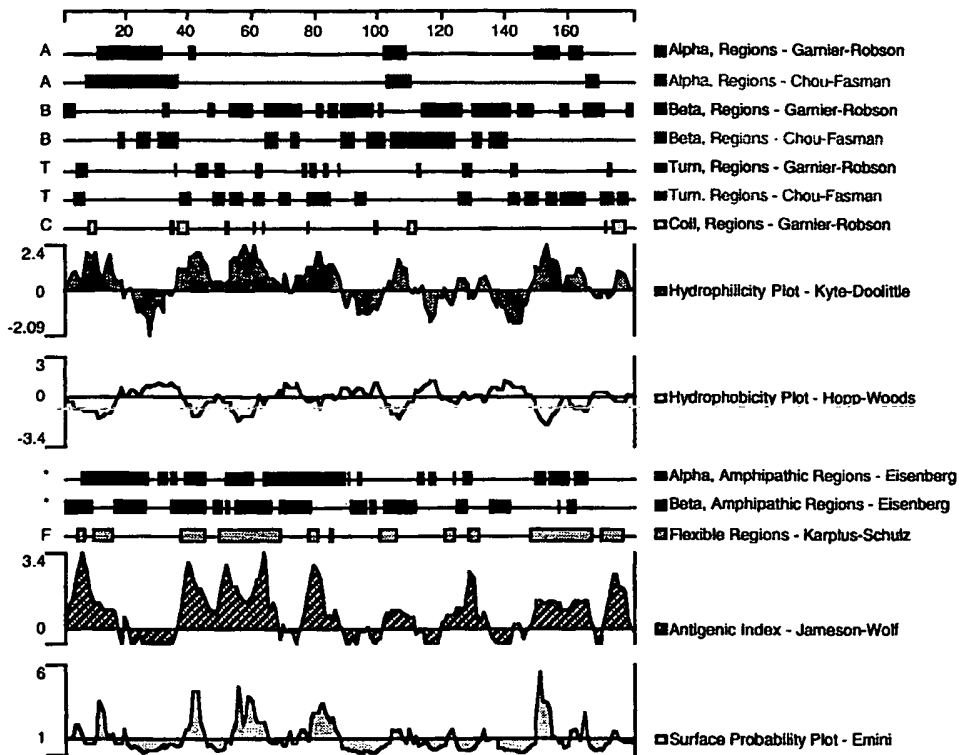 20 40 60 80 100 120 140 160
A Alpha, Regions - Garnier-Robson
A Alpha, Regions - Chou-Fasman
B Beta, Regions - Garnier-Robson
B Beta, Regions - Chou-Fasman
T Turn, Regions - Garnier-Robson
T Turn, Regions - Chou-Fasman
C Coil, Regions - Garnier-Robson
2.4
0 Hydrophilicity Plot - Kyte-Doolittle
-2.09
3
0 Hydrophobicity Plot - Hopp-Woods
-3.4
* Alpha, Amphipathic Regions - Eisenberg
* Beta, Amphipathic Regions - Eisenberg
F Flexible Regions - Karplus-Schulz
3.4
0 Antigenic Index - Jameson-Wolf
6
1 Surface Probability Plot - Emini